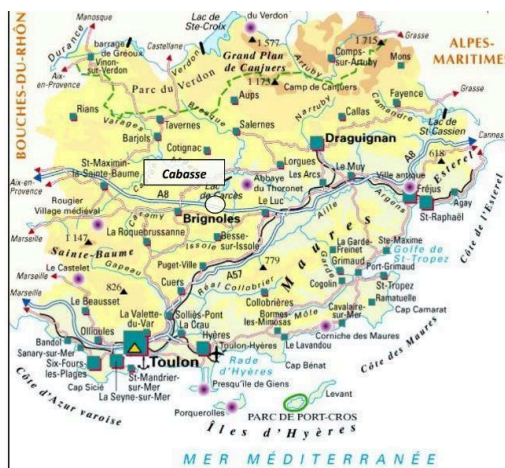 BOUCHES-DU-RHÔN
ALPES-
MARITIMES
Manosque
Durance
barrage
de Gréoux
Vinon-
sur-Verdon
Aix-
en-Provence
Castellane
Verdon
Lac de
Ste-Croix
du Verdon
1 577
Grand Plan
de Canjuers
1 173
Camp de Canjuers
1 715
Comps-
sur-Artuby
Artuby
Grasse
Mons
Parc du Verdon
Rians
Varages
Tavernes
Bresque
Aups
Nartuby
Callas
Camandre
Fayence
Grasse
Barjols
Cotignac
Salernes
Draguignan
Lac de
St-Cassien
Cannes
St-Maximin-
la-Sainte-Baume
Aix-
en-Provence
A8
Cabasse
Lac
de Carcès
Abbaye
du Thoronet
Lorgues
Les Arcs
Le Muy
A8
618
Esterel
Ville antique
Fréjus
St-Raphaël
Agay
Argens
Côte de l'Esterel
Rougier
Village médiéval
Caramy
Brignoles
Le Luc
Aille
Marseille
1 147
La Roquebrussanne
Issole
Besse-
sur-Issole
Maures
Ste-Maxime
Golfe de
St-Tropez
La Garde-
Freinet
Grimaud
Port-Grimaud
Cogolin
St-Tropez
Ramatuelle
Cap Camarat
Sainte-Baume
Puget-Ville
779
Marseille
Le Castelet
Gapeau
A57
Réal Collobrier
Marseille
826
Cuers
Collobrières
Garde
Môle
Le Beausset
La Valette-
du-Var
Solliès-Pont
La Crau
Bormes-
les-Mimosas
Cavalaire-
sur-Mer
Ollioules
Hyères
Le Lavandou
Corniche des Maures
Côte des Maures
Bandol
Sanary-sur-Mer
Six-Fours-
les-Plages
Toulon
Toulon-Hyères
Cap Bénat
Rade
d'Hyères
Cap Sicié
St-Mandrier-
sur-Mer
La Seyne-sur-Mer
Presqu'île de Giens
Côte d'Azur varoise
Levant
Porquerolles
PARC DE PORT-CROS
Îles d'Hyères
MER MÉDITERRANÉE